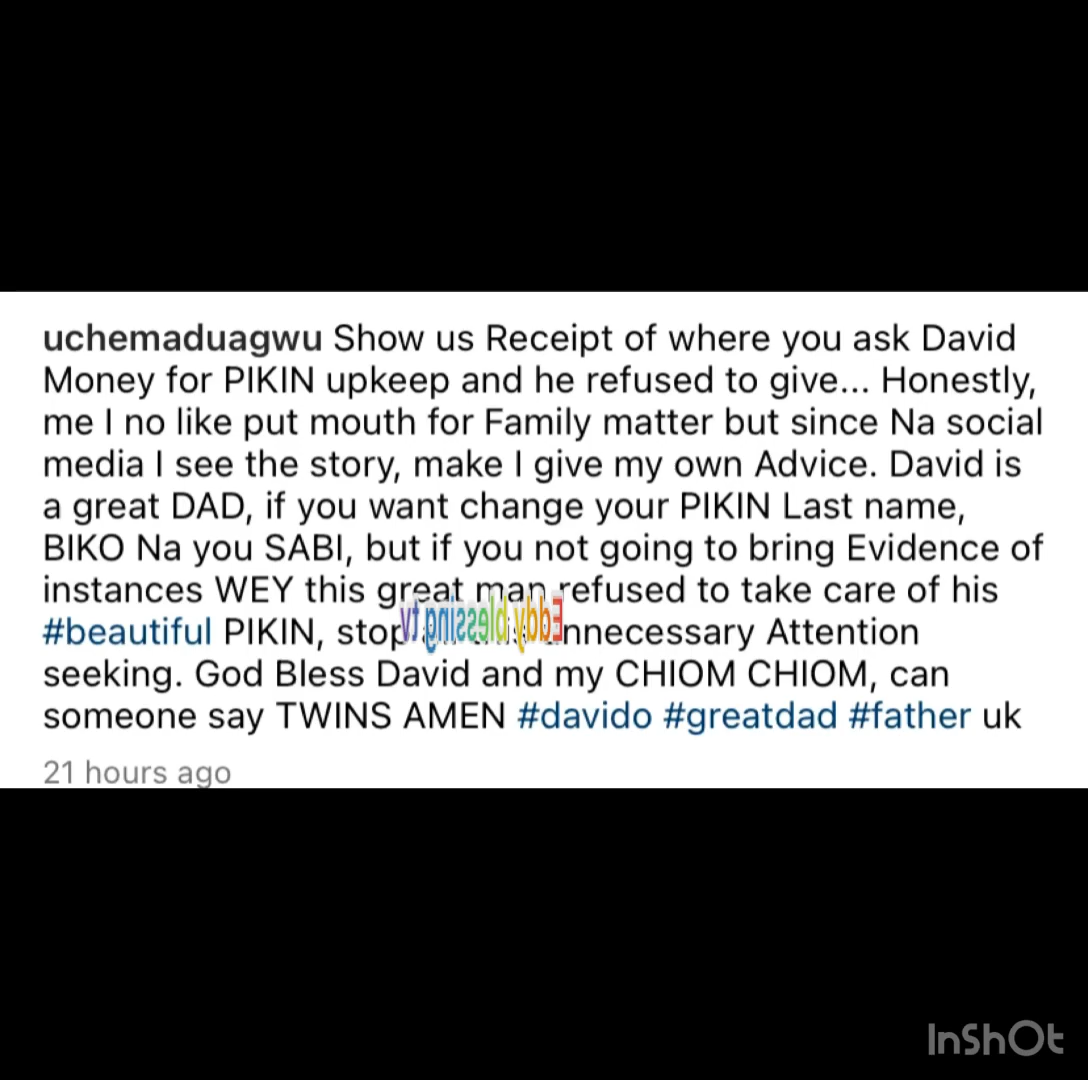 uchemaduagwu Show us Receipt of where you ask David
Money for PIKIN upkeep and he refused to give... Honestly,
me I no like put mouth for Family matter but since Na social
media I see the story, make I give my own Advice. David is
a great DAD, if you want change your PIKIN Last name,
BIKO Na you SABI, but if you not going to bring Evidence of
instances WEY this great man refused to take care of his
#beautiful PIKIN, stop unnecessary Attention
Eddy blessing tv
seeking. God Bless David and my CHIOM CHIOM, can
someone say TWINS AMEN #davido #greatdad #father uk
21 hours ago
InShOt